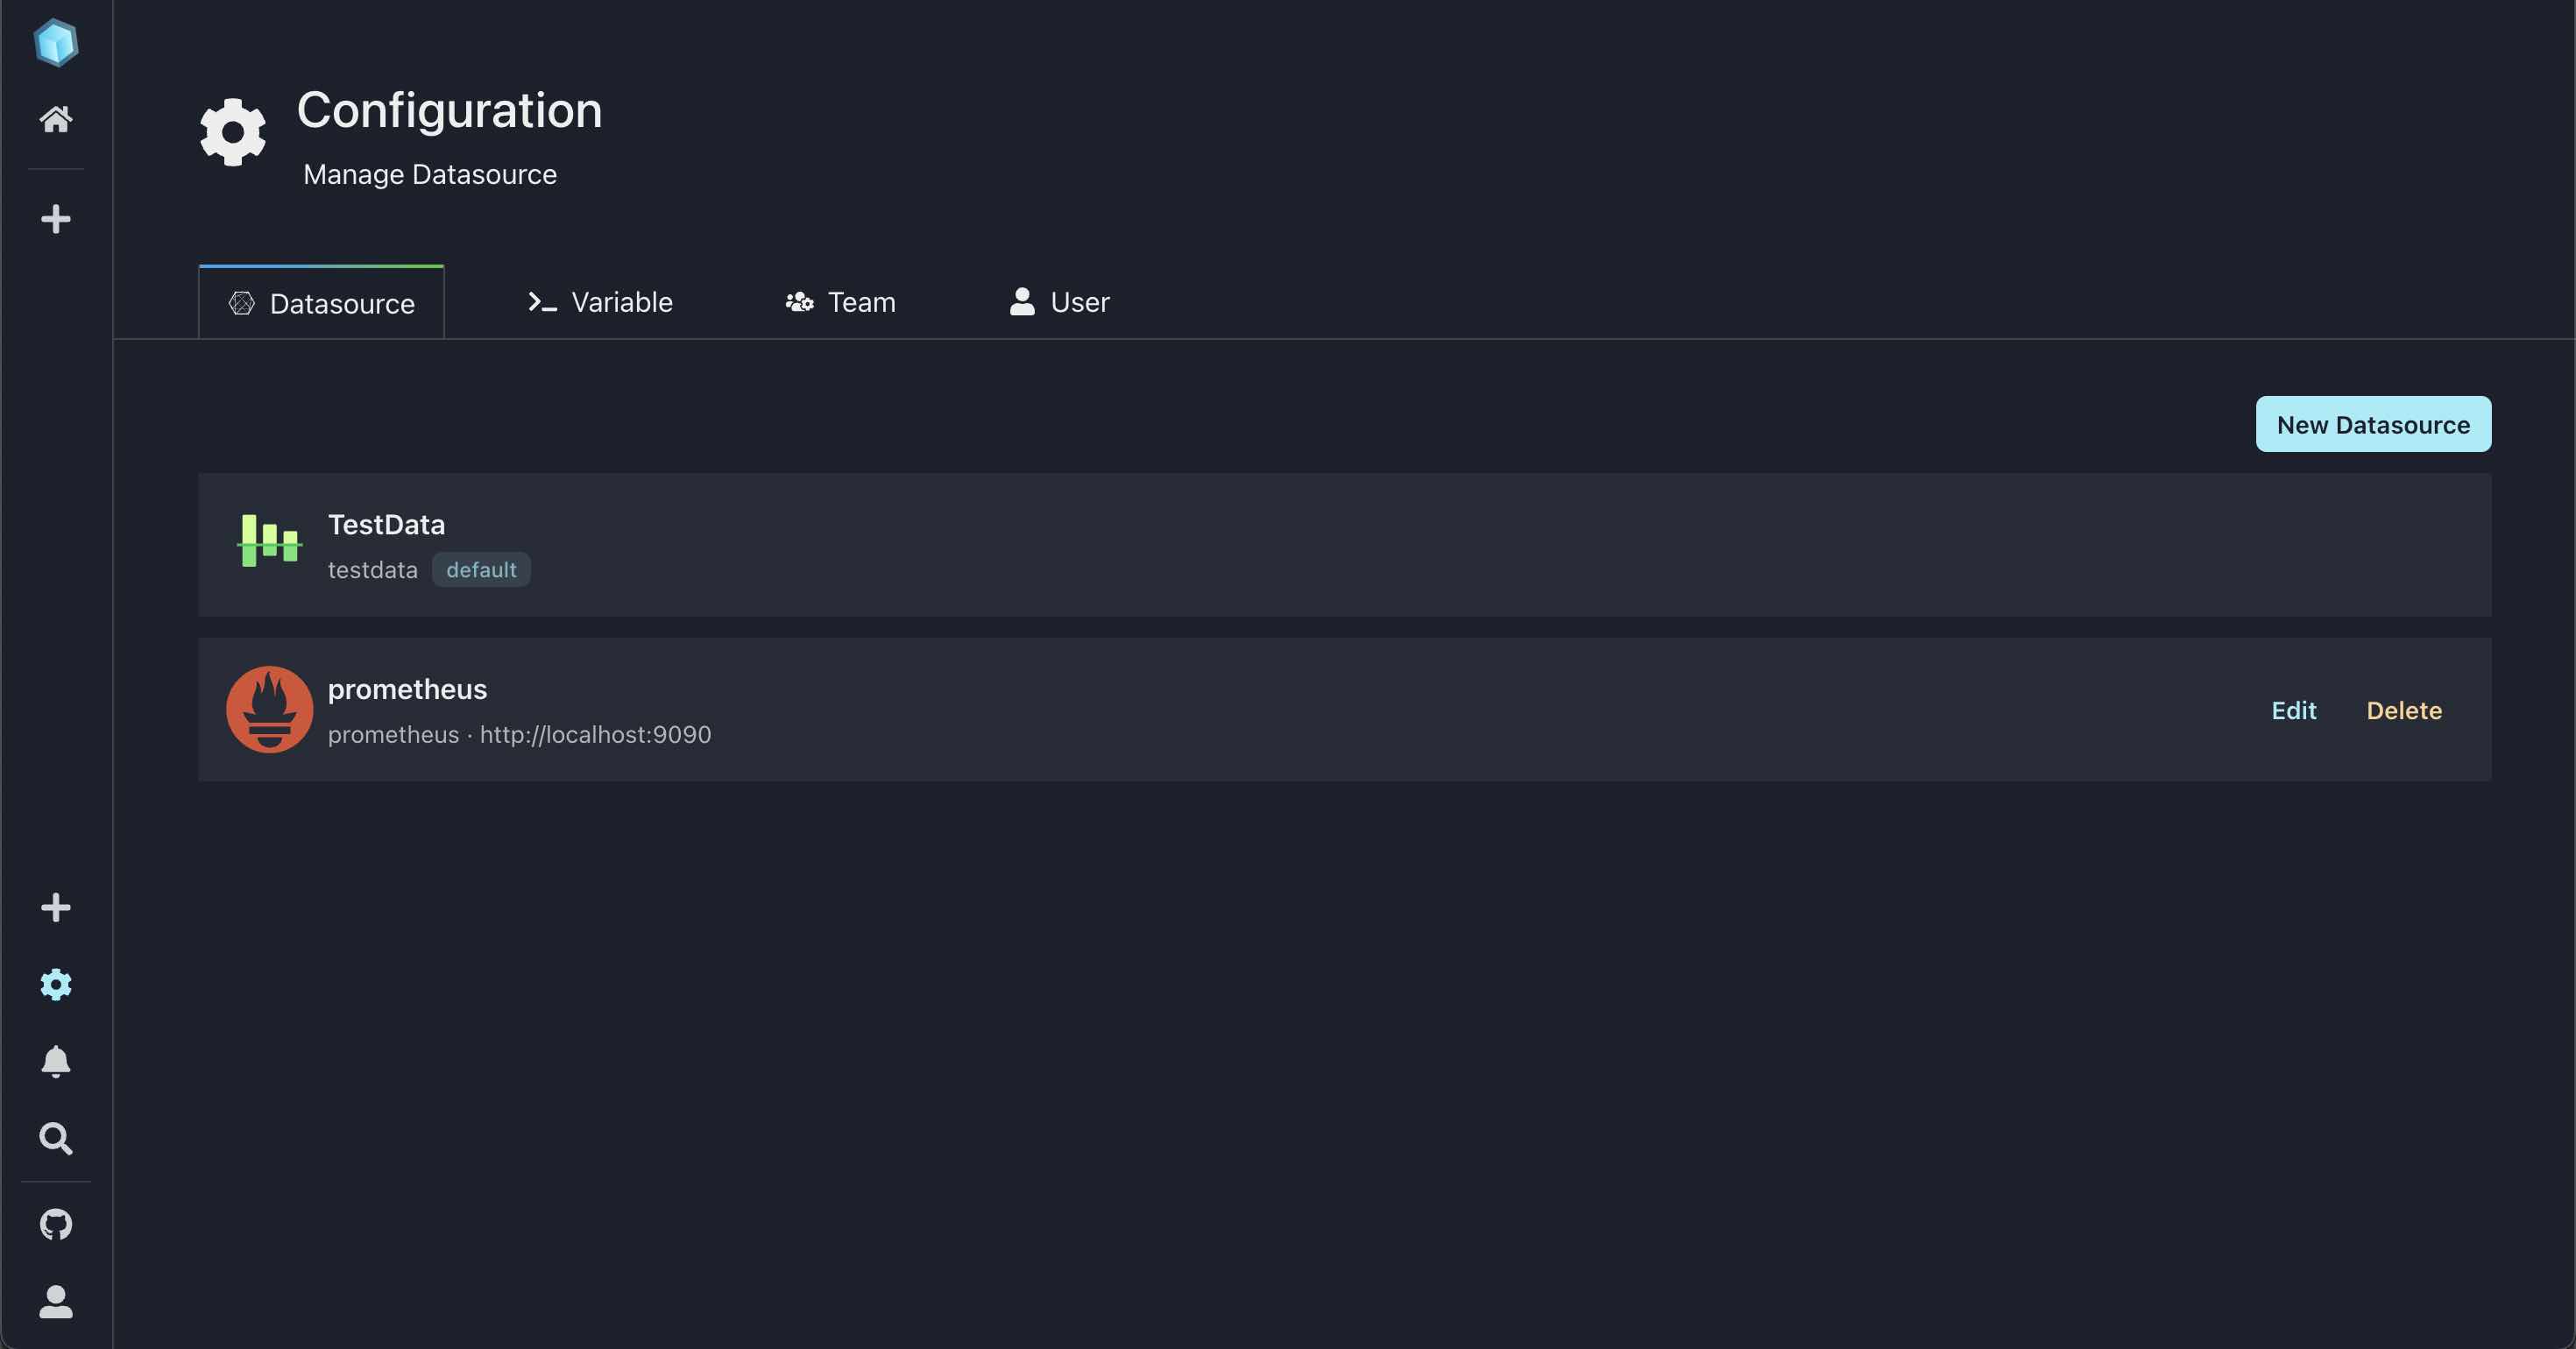 Configuration
Manage Datasource
Datasource Variable Team User
New Datasource
TestData
testdata default
prometheus
prometheus · http://localhost:9090
Edit Delete